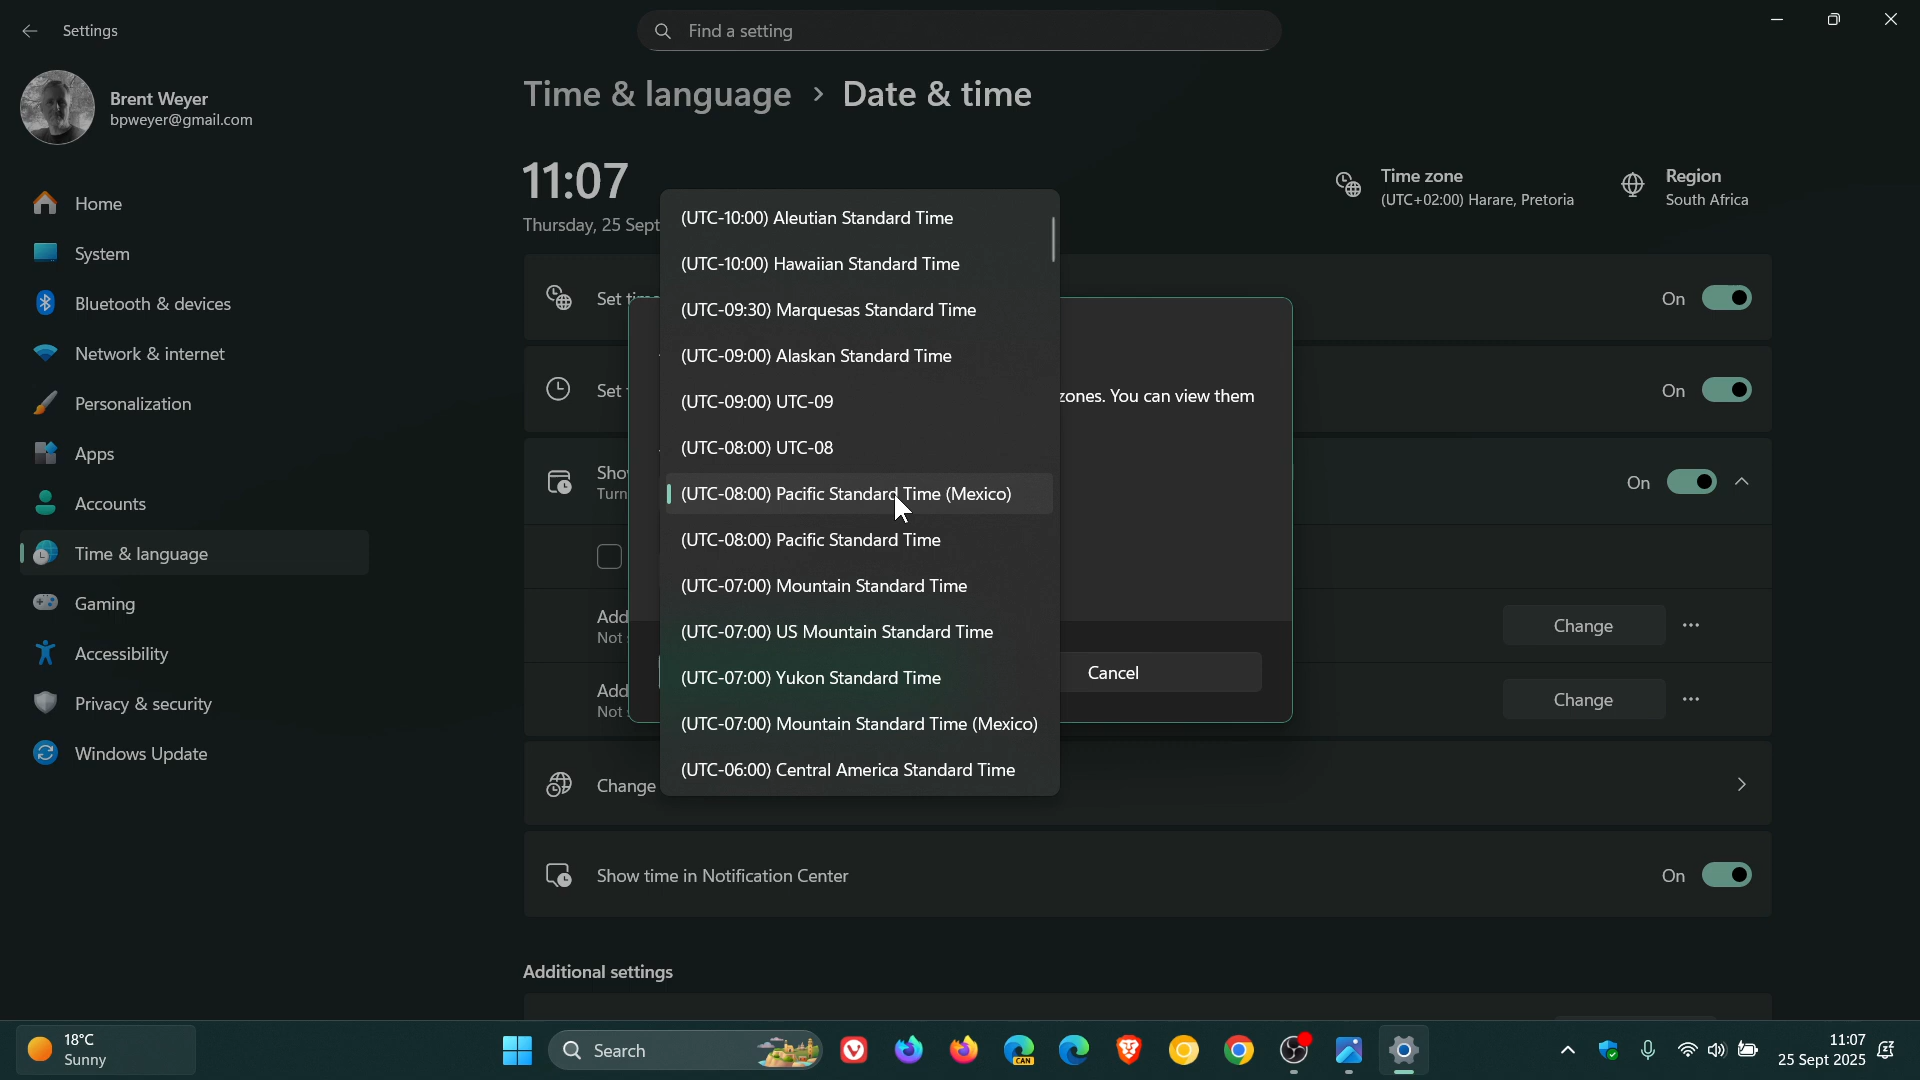 Settings
Find a setting
Brent Weyer
bpweyer@gmail.com
Home
System
Bluetooth & devices
Network & internet
Personalization
Apps
Accounts
Time & language
Gaming
Accessibility
Privacy & security
Windows Update
Time & language > Date & time
11:07
Thursday, 25 Sept
Time zone
(UTC+02:00) Harare, Pretoria
Region
South Africa
Set time
On
Set t
On
zones. You can view them
Sho
Turn
On
Add
Not s
Change
Add
Not s
Change
Cancel
(UTC-10:00) Aleutian Standard Time
(UTC-10:00) Hawaiian Standard Time
(UTC-09:30) Marquesas Standard Time
(UTC-09:00) Alaskan Standard Time
(UTC-09:00) UTC-09
(UTC-08:00) UTC-08
(UTC-08:00) Pacific Standard Time (Mexico)
(UTC-08:00) Pacific Standard Time
(UTC-07:00) Mountain Standard Time
(UTC-07:00) US Mountain Standard Time
(UTC-07:00) Yukon Standard Time
(UTC-07:00) Mountain Standard Time (Mexico)
(UTC-06:00) Central America Standard Time
Change
Show time in Notification Center
On
Additional settings
18°C
Sunny
Search
CAN
11:07
25 Sept 2025